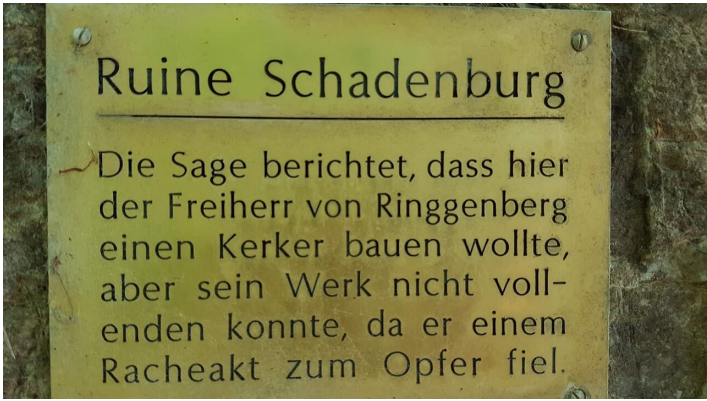 Ruine Schadenburg
Die Sage berichtet, dass hier
der Freiherr von Ringgenberg
einen Kerker bauen wollte,
aber sein Werk nicht voll-
enden konnte, da er einem
Racheakt zum Opfer fiel.